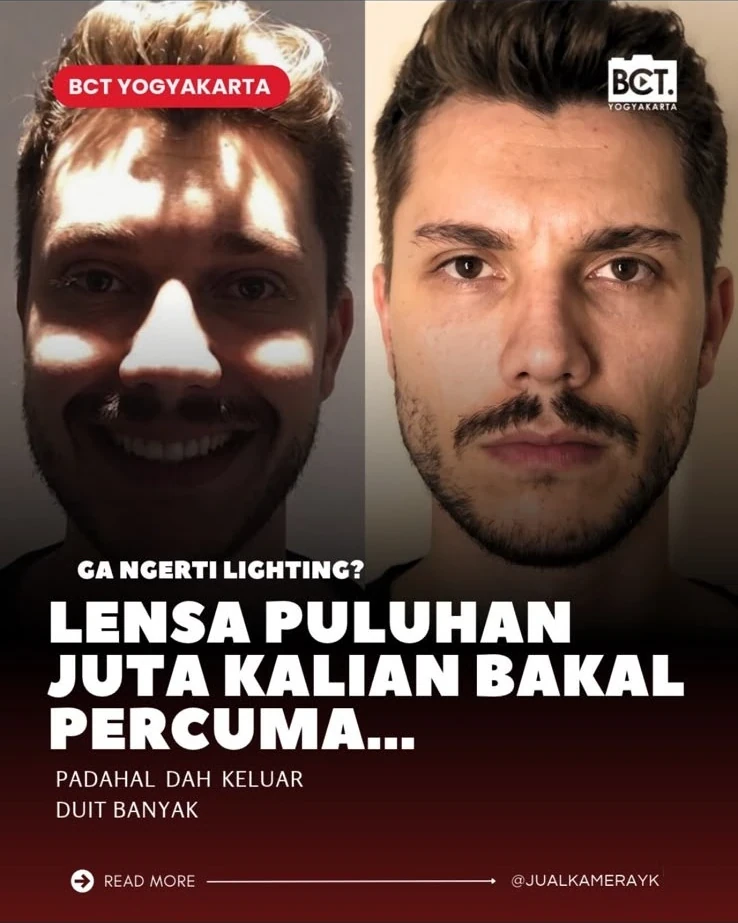 BCT YOGYAKARTA
BCT.
YOGYAKARTA
GA NGERTI LIGHTING?
LENSA PULUHAN
JUTA KALIAN BAKAL
PERCUMA...
PADAHAL DAH KELUAR
DUIT BANYAK
READ MORE
@JUALKAMERAYK